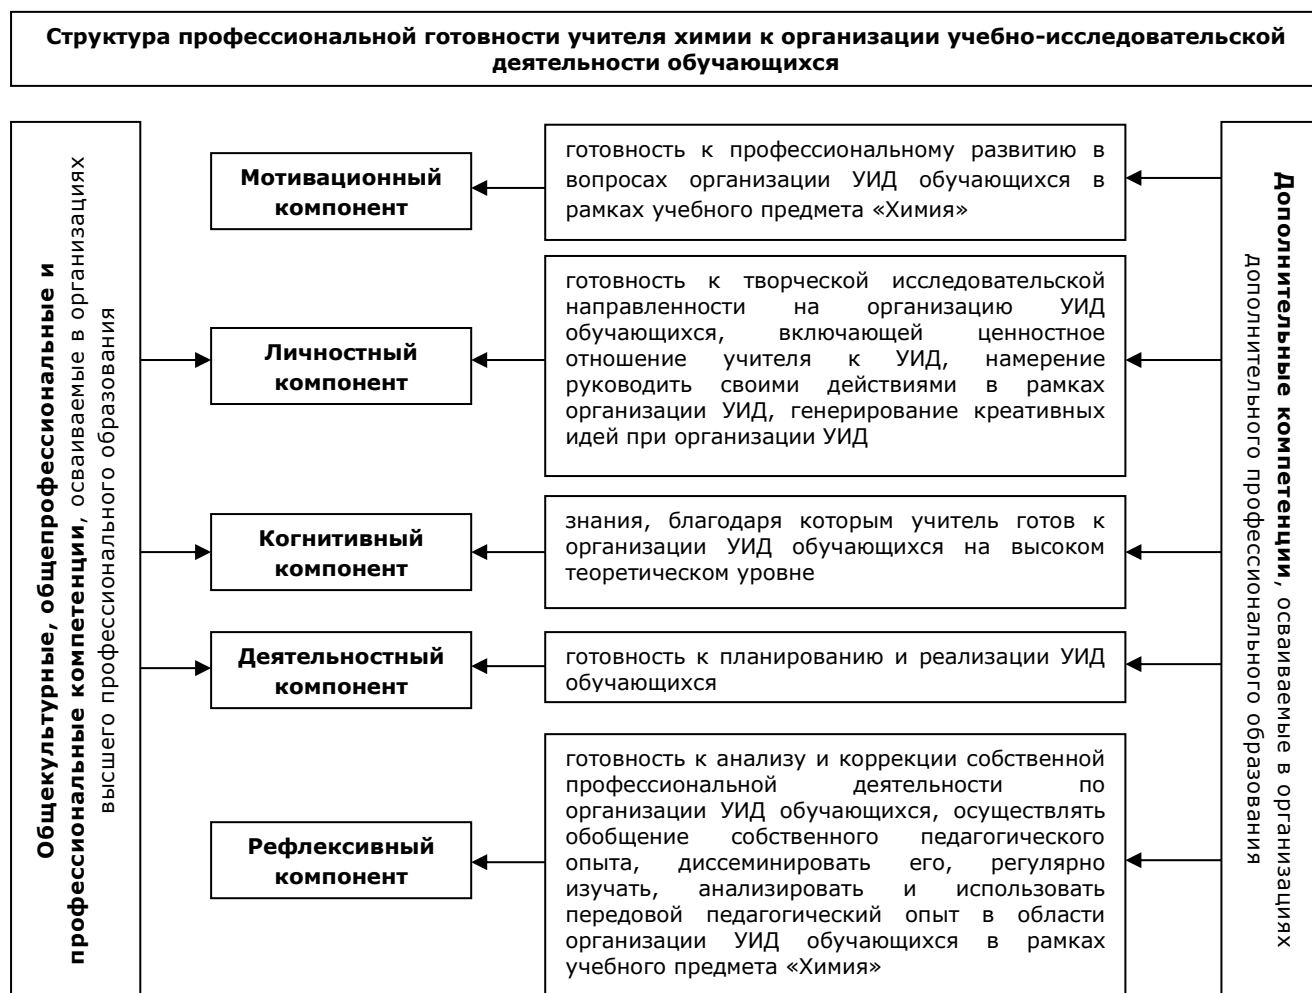 Структура профессиональной готовности учителя химии к организации учебно-исследовательской
деятельности обучающихся
Общекультурные, общепрофессиональные и
профессиональные компетенции, осваиваемые в организациях
высшего профессионального образования
Мотивационный
компонент
готовность к профессиональному развитию в
вопросах организации УИД обучающихся в
рамках учебного предмета «Химия»
Личностный
компонент
готовность к творческой исследовательской
направленности на организацию УИД
обучающихся, включающей ценностное
отношение учителя к УИД, намерение
руководить своими действиями в рамках
организации УИД, генерирование креативных
идей при организации УИД
Когнитивный
компонент
знания, благодаря которым учитель готов к
организации УИД обучающихся на высоком
теоретическом уровне
Деятельностный
компонент
готовность к планированию и реализации УИД
обучающихся
Рефлексивный
компонент
готовность к анализу и коррекции собственной
профессиональной деятельности по
организации УИД обучающихся, осуществлять
обобщение собственного педагогического
опыта, диссеминировать его, регулярно
изучать, анализировать и использовать
передовой педагогический опыт в области
организации УИД обучающихся в рамках
учебного предмета «Химия»
Дополнительные компетенции, осваиваемые в организациях
дополнительного профессионального образования